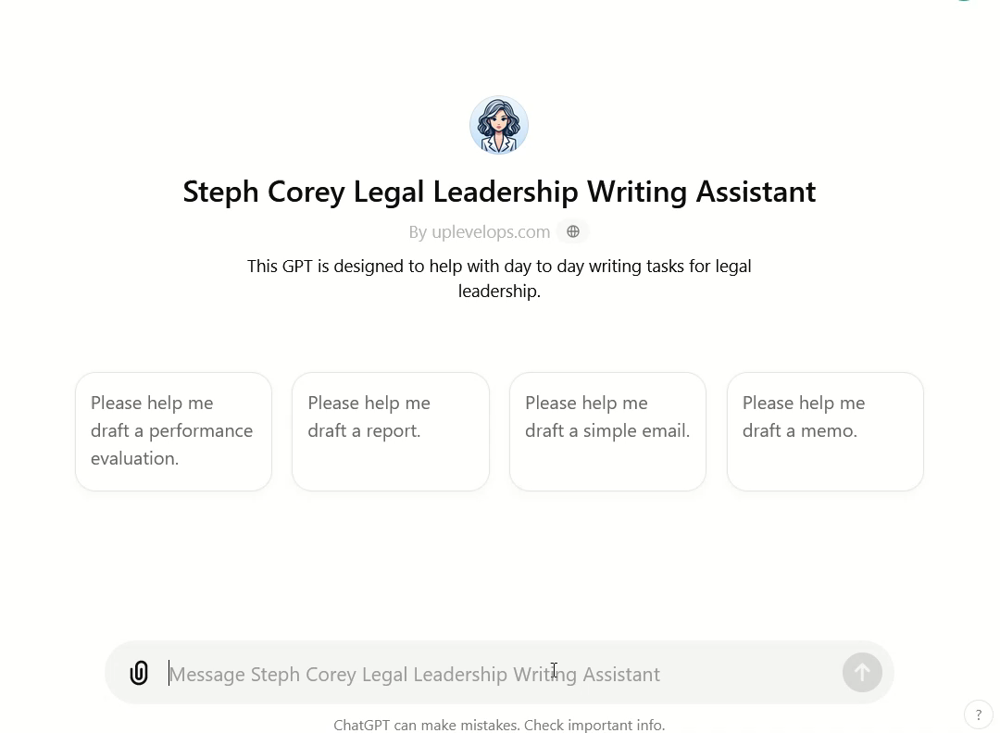 Steph Corey Legal Leadership Writing Assistant
By uplevelops.com
This GPT is designed to help with day to day writing tasks for legal
leadership.
Please help me
draft a performance
evaluation.
Please help me
draft a report.
Please help me
draft a simple email.
Please help me
draft a memo.
Message Steph Corey Legal Leadership Writing Assistant
ChatGPT can make mistakes. Check important info.
?